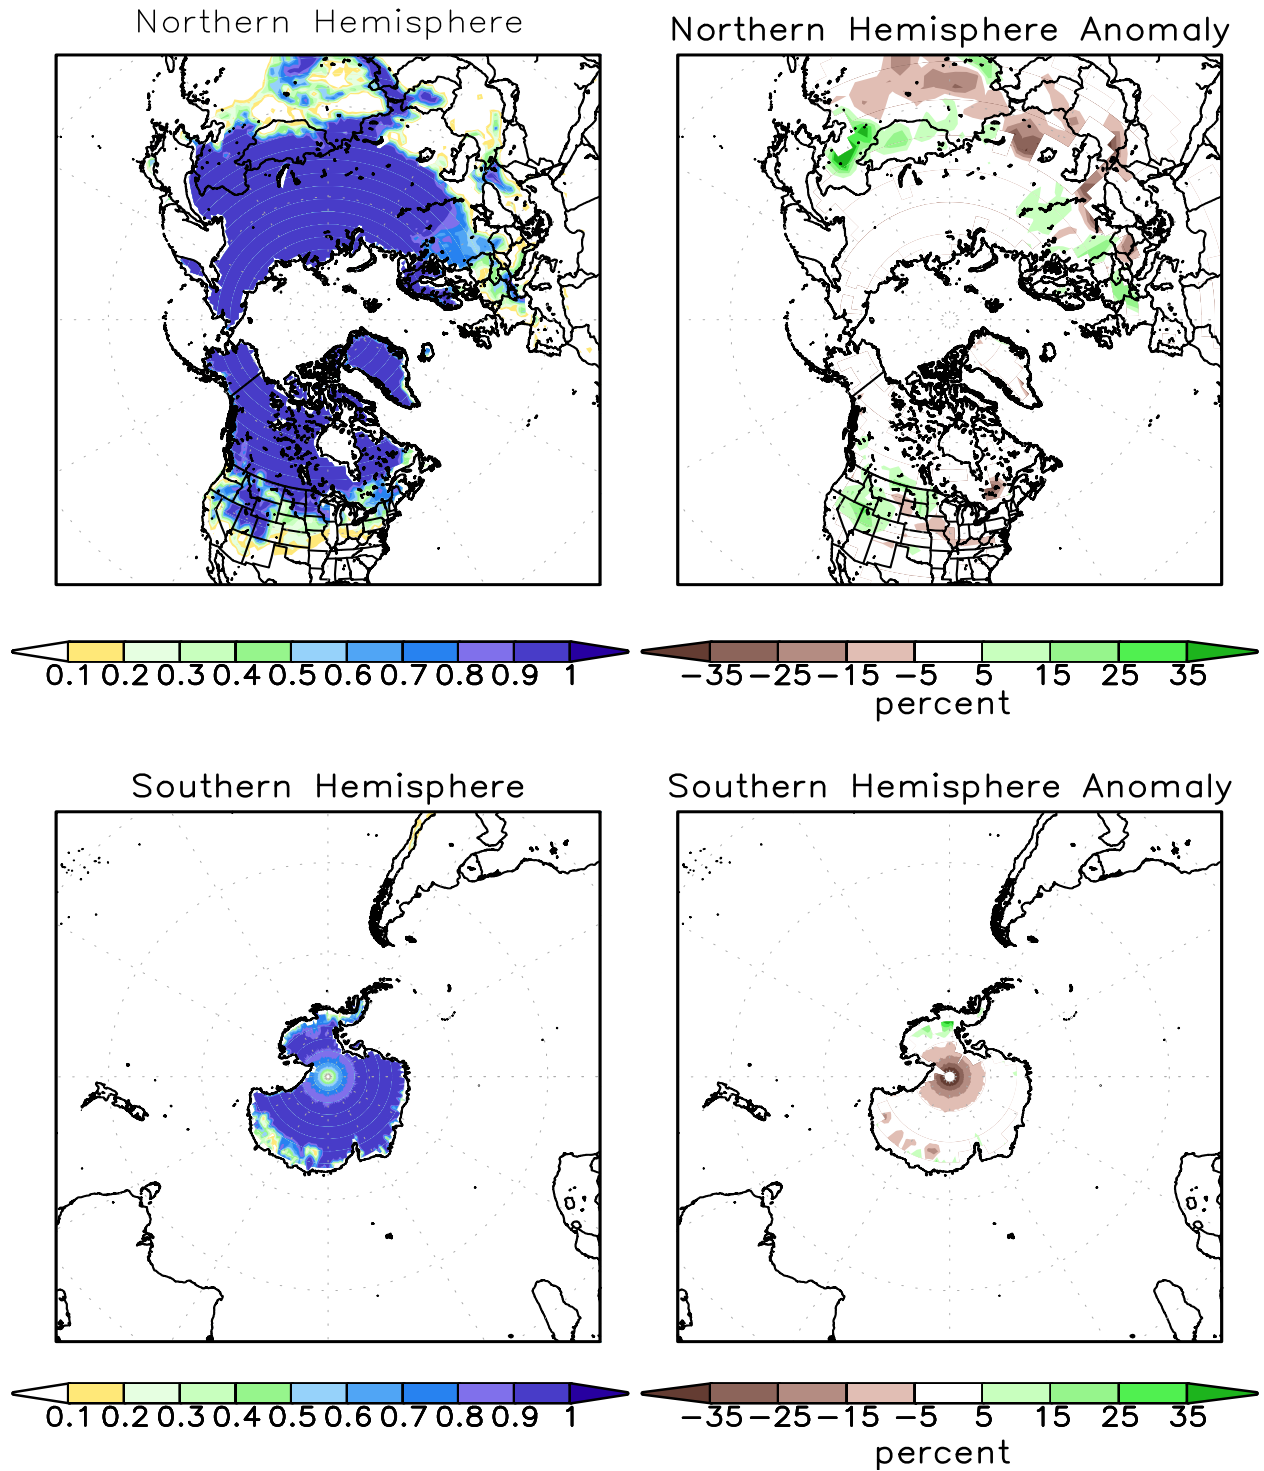 Northern Hemisphere
Northern Hemisphere Anomaly
0.1 0.2 0.3 0.4 0.5 0.6 0.7 0.8 0.9 1
-35 -25 -15 -5 5 15 25 35
percent
Southern Hemisphere
Southern Hemisphere Anomaly
0.1 0.2 0.3 0.4 0.5 0.6 0.7 0.8 0.9 1
-35 -25 -15 -5 5 15 25 35
percent